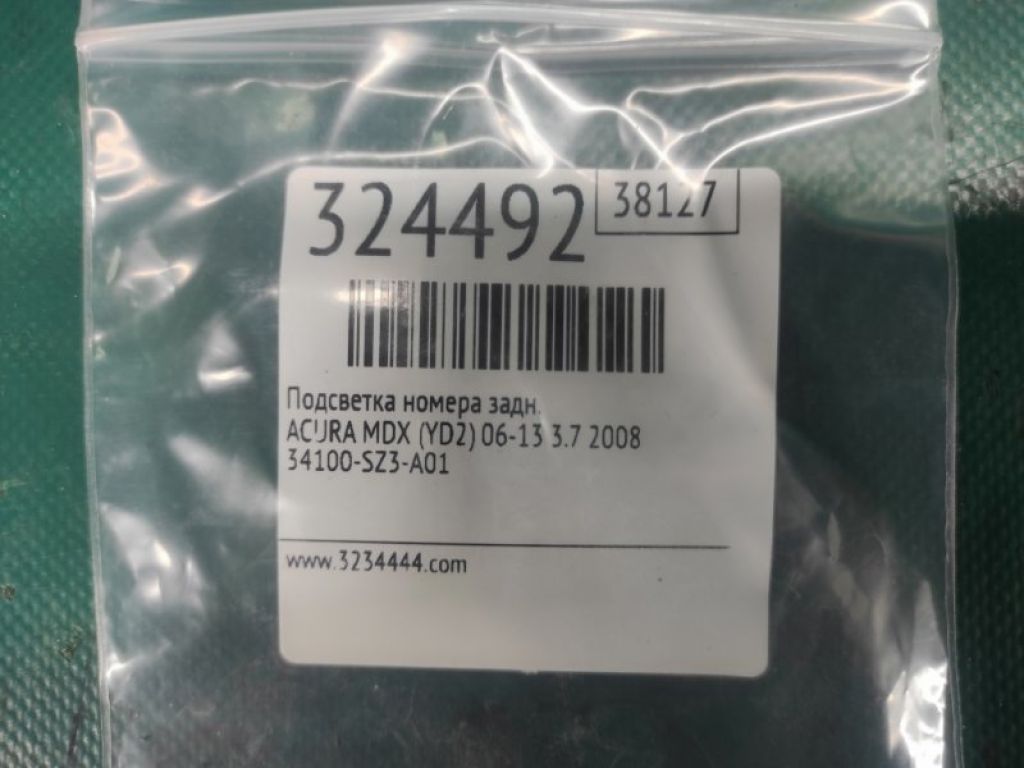 324492
38127
Подсветка номера задн.
ACURA MDX (YD2) 06-13 3.7 2008
34100-SZ3-A01
www.3234444.com